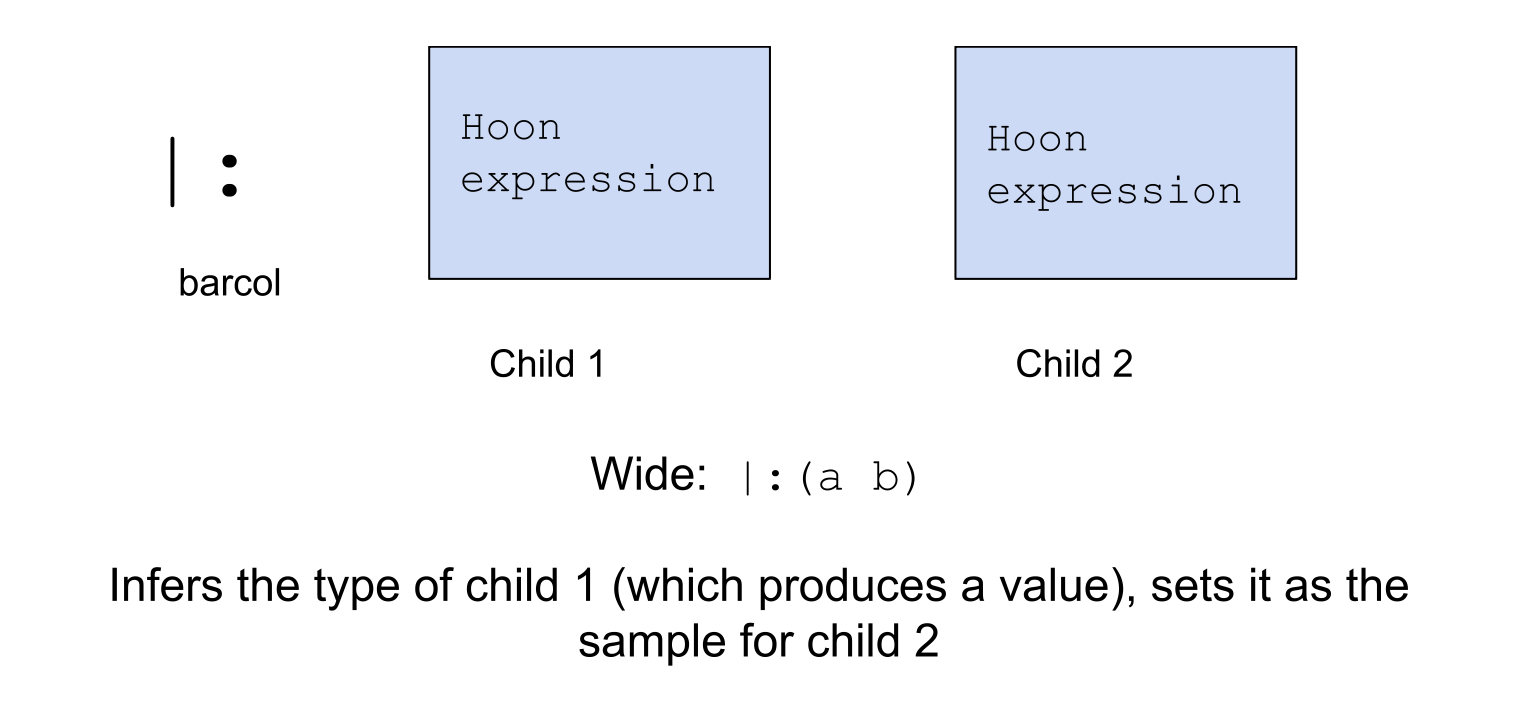 |:
barcol
Hoon
expression
Child 1
Hoon
expression
Child 2
Wide: |:(a b)
Infers the type of child 1 (which produces a value), sets it as the
sample for child 2